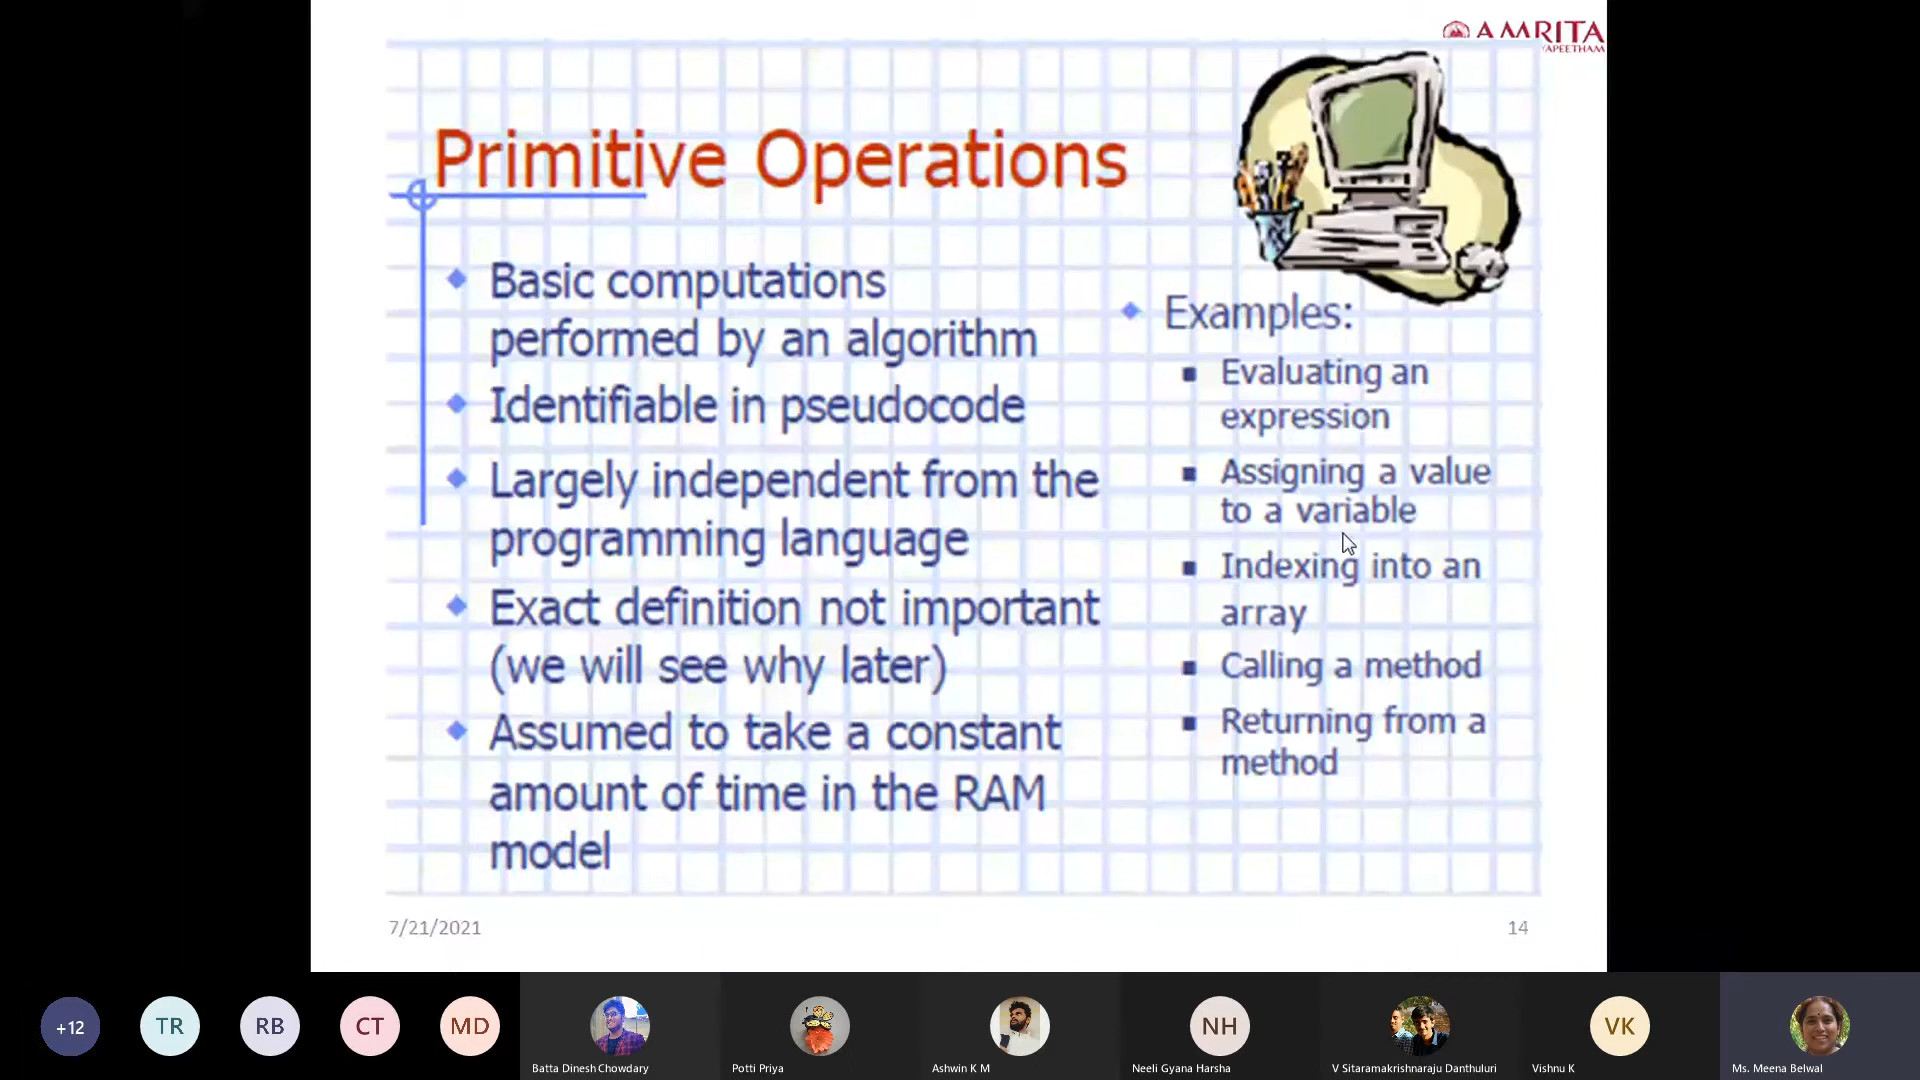 AMRITA
VAPEETHAM
Primitive Operations
Basic computations
performed by an algorithm
Identifiable in pseudocode
Largely independent from the
programming language
Exact definition not important
(we will see why later)
Assumed to take a constant
amount of time in the RAM
model
Examples:
Evaluating an
expression
Assigning a value
to a variable
Indexing into an
array
Calling a method
Returning from a
method
7/21/2021
14
+12
TR
RB
CT
MD
Batta Dinesh Chowdary
Potti Priya
Ashwin K M
NH
Neeli Gyana Harsha
V Sitaramakrishnaraju Danthuluri
VK
Vishnu K
Ms. Meena Belwal